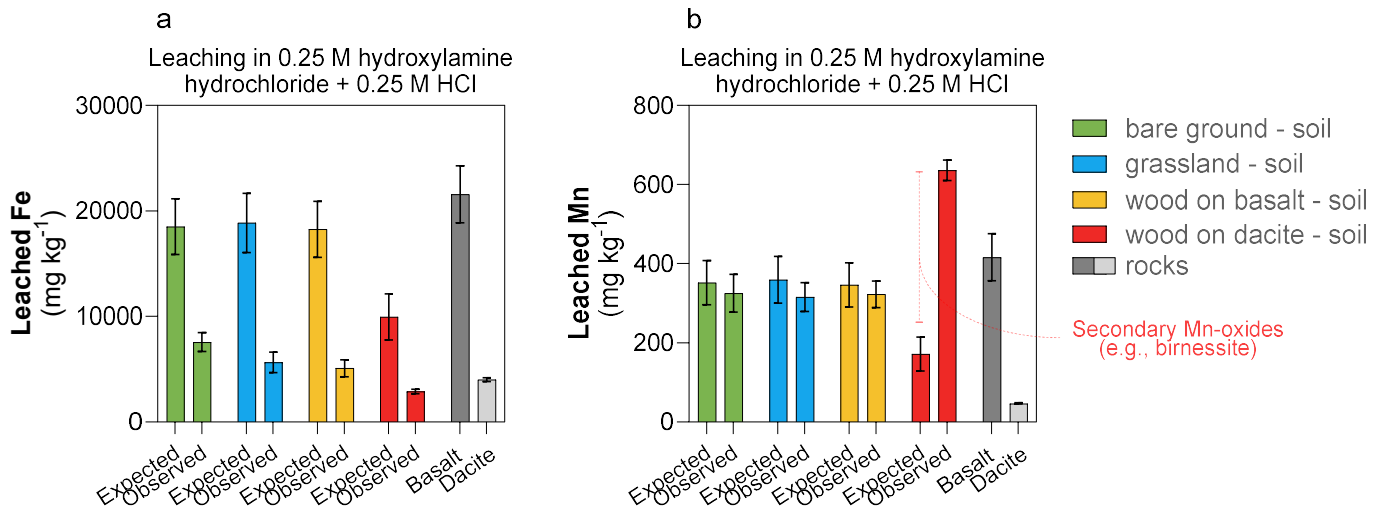 a
Leaching in 0.25 M hydroxylamine
hydrochloride + 0.25 M HCl
Leached Fe
(mg kg⁻¹)
30000
20000
10000
0
Expected
Observed
Expected
Observed
Expected
Observed
Expected
Observed
Basalt
Dacite
b
Leaching in 0.25 M hydroxylamine
hydrochloride + 0.25 M HCl
Leached Mn
(mg kg⁻¹)
800
600
400
200
0
Expected
Observed
Expected
Observed
Expected
Observed
Expected
Observed
Basalt
Dacite
bare ground - soil
grassland - soil
wood on basalt - soil
wood on dacite - soil
rocks
Secondary Mn-oxides
(e.g., birnessite)